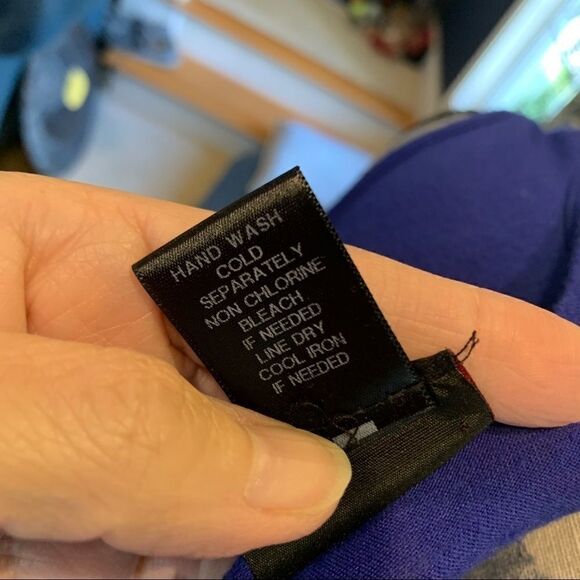 HAND WASH
COLD
SEPARATELY
NON CHLORINE
BLEACH
IF NEEDED
LINE DRY
COOL IRON
IF NEEDED